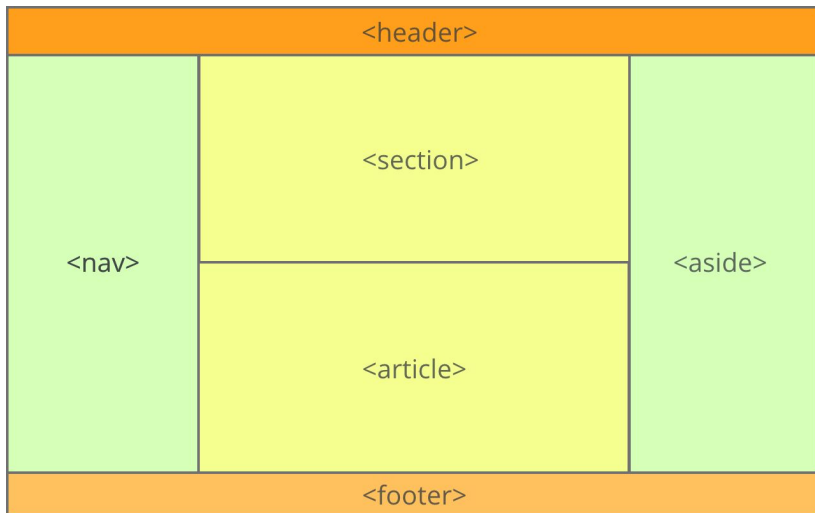 <header>
<section>
<nav>
<aside>
<article>
<footer>